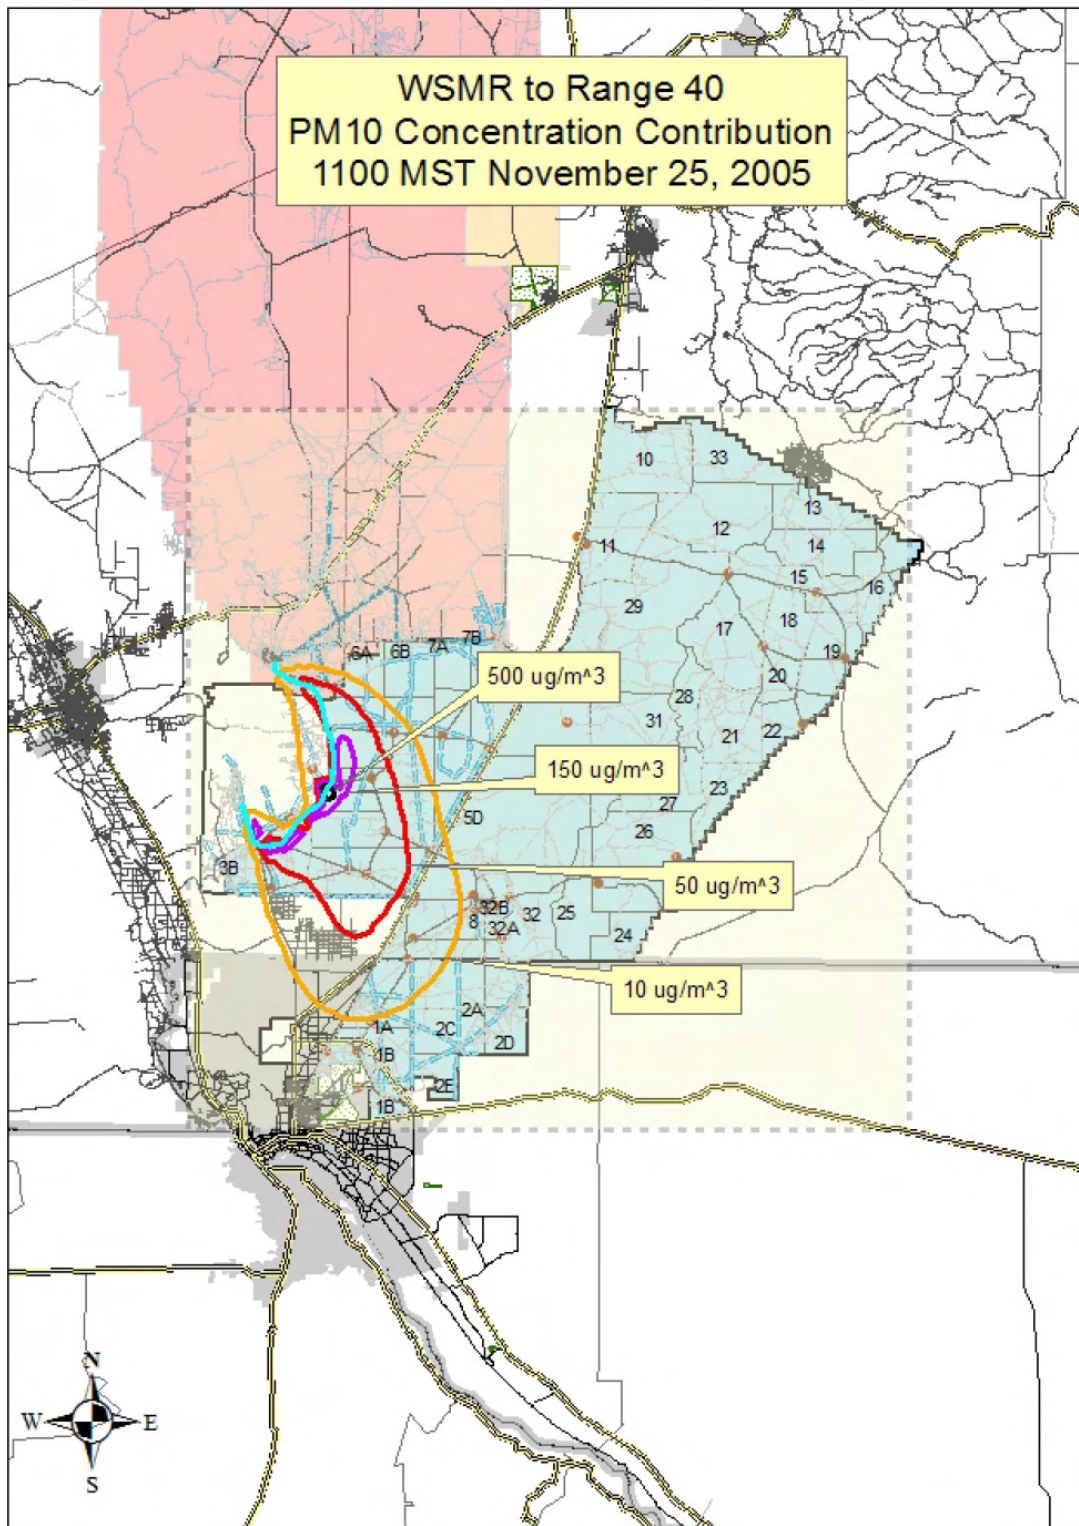 WSMR to Range 40
PM10 Concentration Contribution
1100 MST November 25, 2005
10
33
13
12
11
14
15
16
29
18
17
6A
6B
7A
7B
19
20
500 ug/m^3
28
31
21
22
150 ug/m^3
23
27
5D
26
3B
50 ug/m^3
32B
32
25
8
32A
24
10 ug/m^3
2A
1A
2C
2D
1B
2E
1B
N
W
E
S